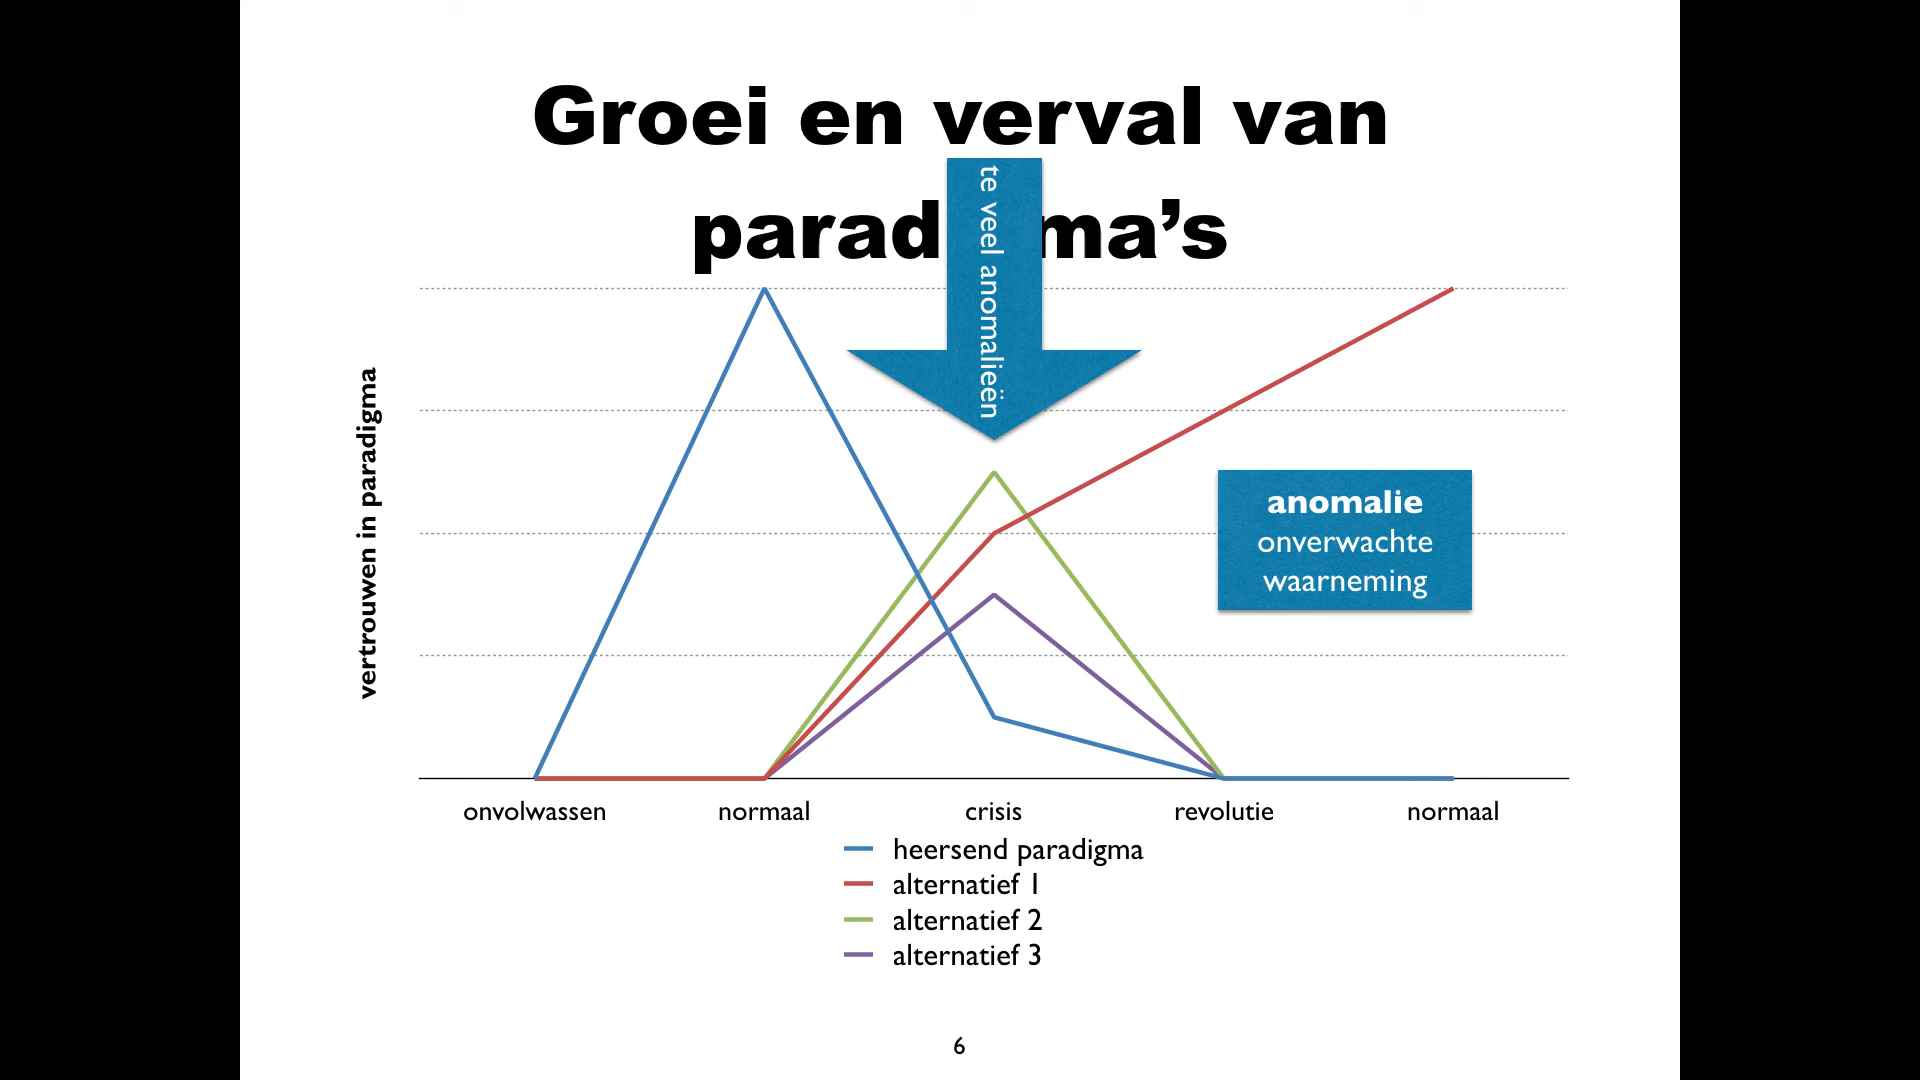 Groei en verval van
parad ma’s
te veel anomalieën
vertrouwen in paradigma
anomalie
onverwachte
waarneming
onvolwassen normaal crisis revolutie normaal
heersend paradigma
alternatief 1
alternatief 2
alternatief 3
6